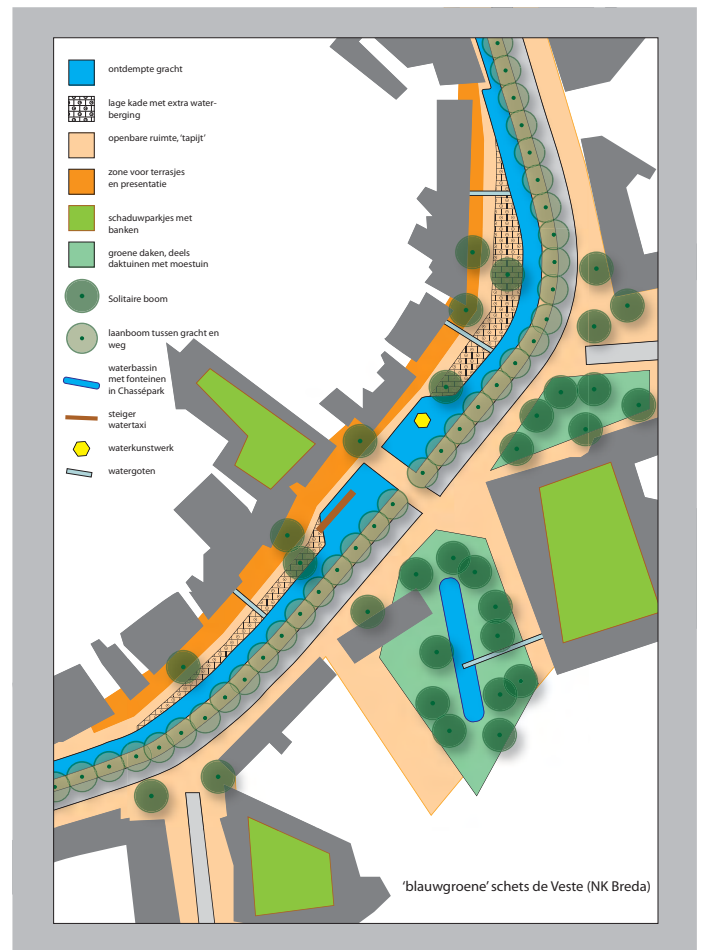 ontdempte gracht
lage kade met extra water-
berging
openbare ruimte, 'tapijt'
zone voor terrasjes
en presentatie
schaduwparkjes met
banken
groene daken, deels
daktuinen met moestuin
Solitaire boom
laanboom tussen gracht en
weg
waterbassin
met fonteinen
in Chassépark
steiger
watertaxi
waterkunstwerk
watergoten
'blauwgroene' schets de Veste (NK Breda)